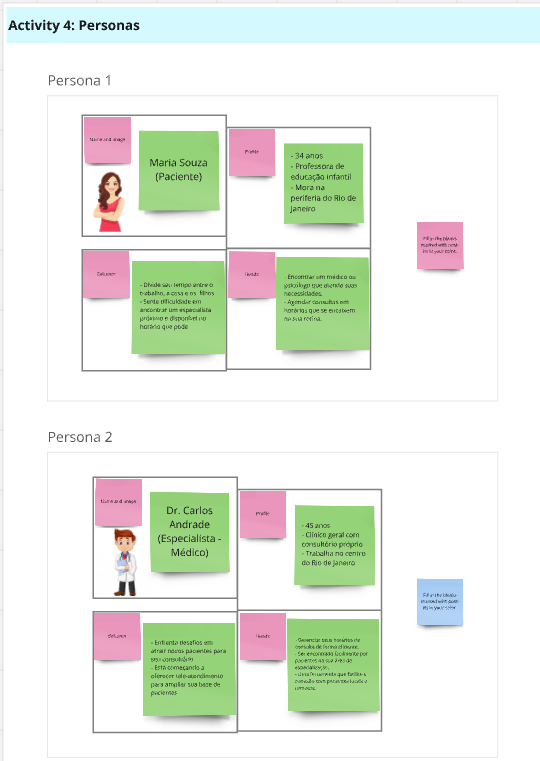 Activity 4: Personas
Persona 1
Name and image
Maria Souza
(Paciente)
Profile
- 34 anos
- Professora de
educação infantil
- Mora na
periferia do Rio de
Janeiro
Behavior
- Divide seu tempo entre o
trabalho, a casa e os filhos
- Sente dificuldade em
encontrar um especialista
próximo e disponível no
horário que pode
Needs
- Encontrar um médico ou
psicólogo que atenda suas
necessidades.
- Agendar consultas em
horários que se encaixem
na sua rotina.
Fill in the blanks
marked with post-
its in your color.
Persona 2
Name and image
Dr. Carlos
Andrade
(Especialista -
Médico)
Profile
- 45 anos
- Clínico geral com
consultório próprio
- Trabalha no centro
do Rio de Janeiro
Behavior
- Enfrenta desafios em
atrair novos pacientes para
seu consultório
- Está começando a
oferecer tele-atendimento
para ampliar sua base de
pacientes
Needs
- Gerenciar seus horários de
consulta de forma eficiente.
- Ser encontrado facilmente por
pacientes na sua área de
especialização.
- Uma ferramenta que facilite a
conexão com pacientes locais e
remotos.
Fill in the blanks
marked with post-
its in your color.